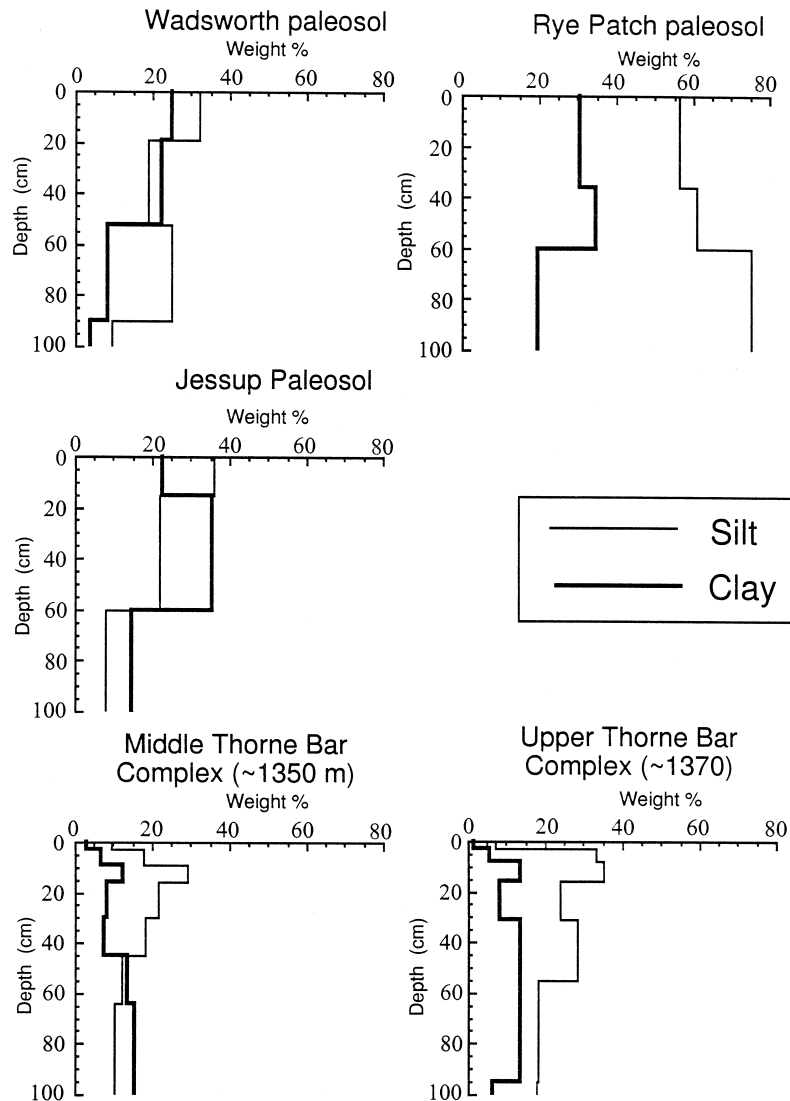 Wadsworth paleosol
Weight %
0 20 40 60 80
0
20
40
60
80
100
Depth (cm)
Rye Patch paleosol
Weight %
0 20 40 60 80
0
20
40
60
80
100
Depth (cm)
Jessup Paleosol
Weight %
0 20 40 60 80
0
20
40
60
80
100
Depth (cm)
Silt
Clay
Middle Thorne Bar
Complex (~1350 m)
Weight %
0 20 40 60 80
0
20
40
60
80
100
Depth (cm)
Upper Thorne Bar
Complex (~1370)
Weight %
0 20 40 60 80
0
20
40
60
80
100
Depth (cm)